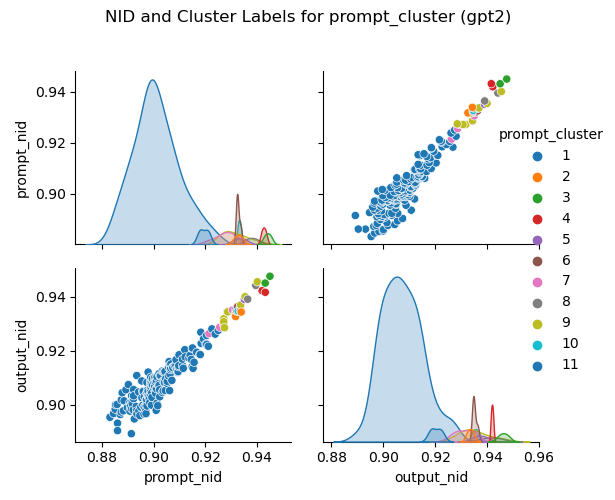 NID and Cluster Labels for prompt_cluster (gpt2)
0.94
0.92
0.90
prompt_nid
prompt_cluster
1
2
3
4
5
6
7
8
9
10
11
0.94
0.92
0.90
output_nid
0.88 0.90 0.92 0.94
prompt_nid
0.88 0.90 0.92 0.94 0.96
output_nid